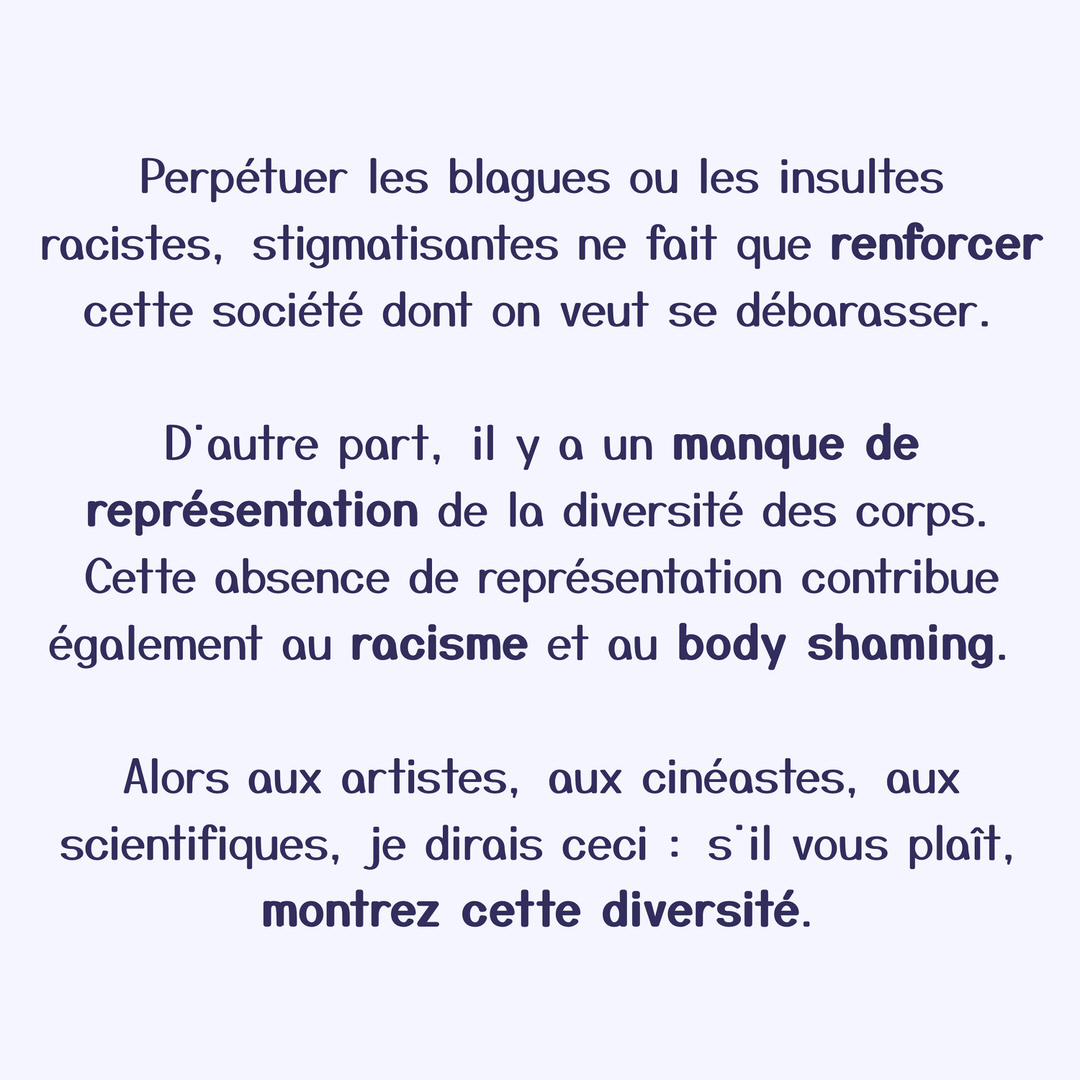 Perpétuer les blagues ou les insultes
racistes, stigmatisantes ne fait que renforcer
cette société dont on veut se débarasser.
D'autre part, il y a un manque de
représentation de la diversité des corps.
Cette absence de représentation contribue
également au racisme et au body shaming.
Alors aux artistes, aux cinéastes, aux
scientifiques, je dirais ceci : s'il vous plaît,
montrez cette diversité.